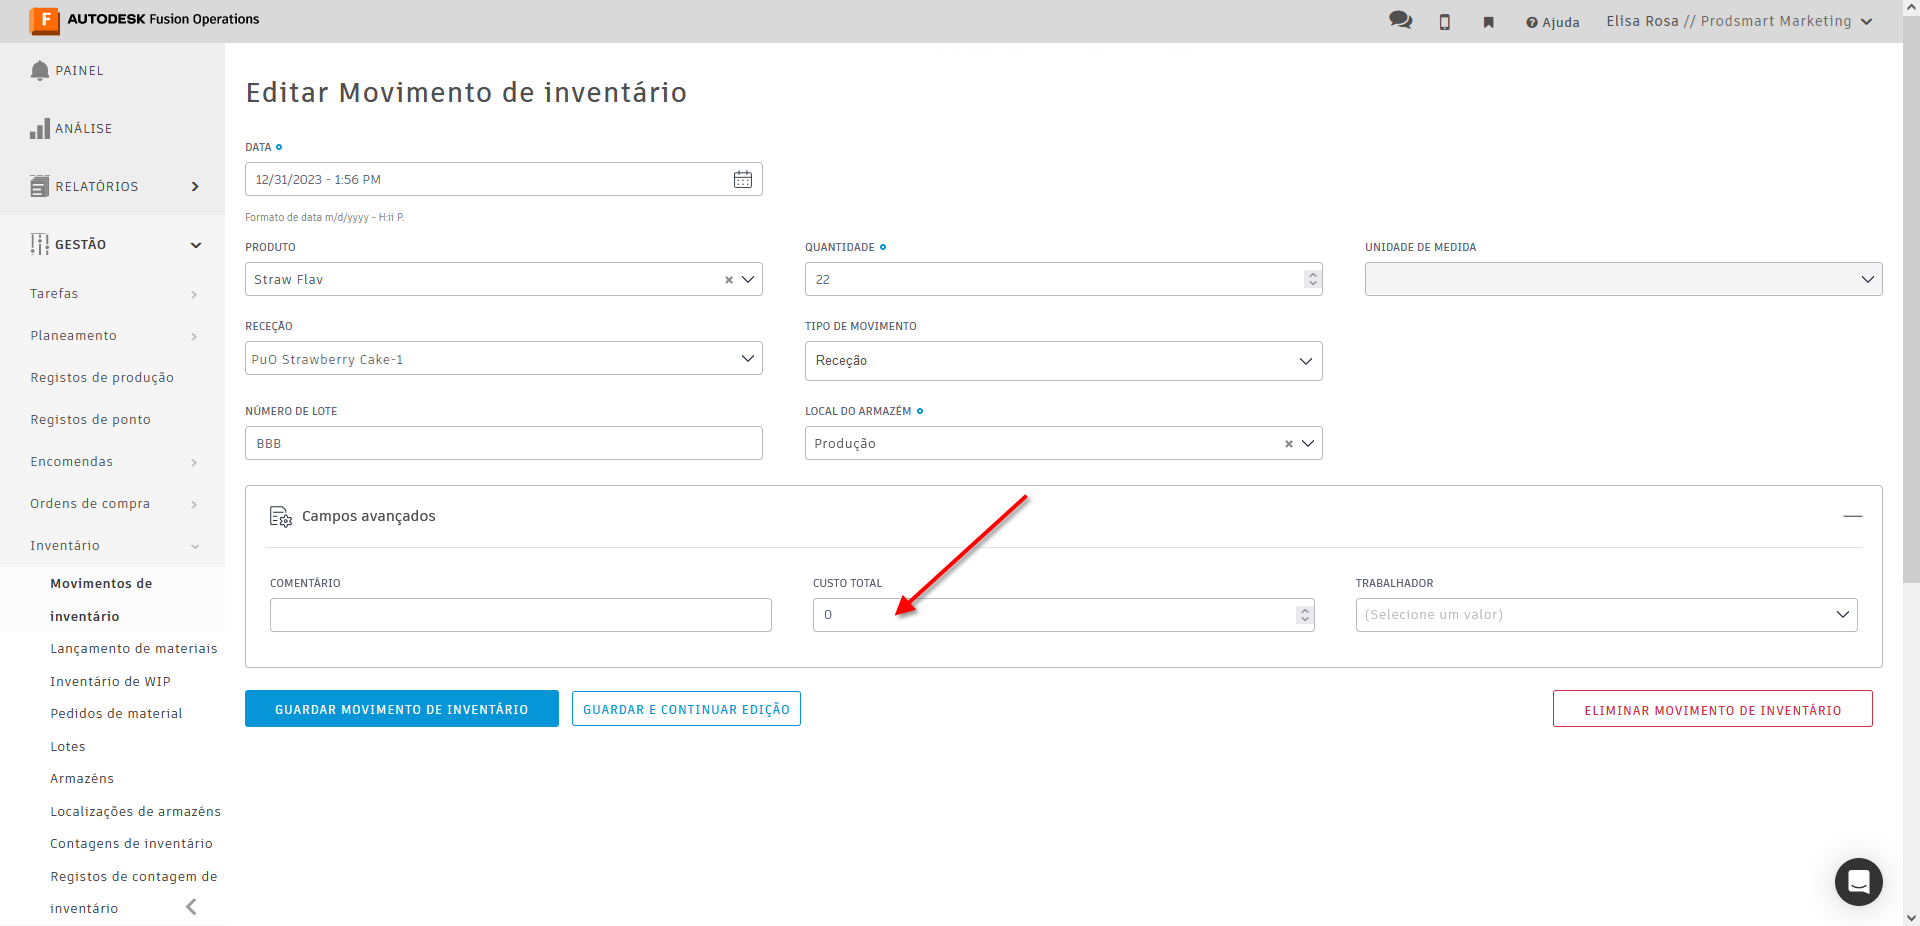 AUTODESK Fusion Operations
Ajuda
Elisa Rosa // Prodsmart Marketing
PAINEL
ANÁLISE
RELATÓRIOS
GESTÃO
Tarefas
Planeamento
Registos de produção
Registos de ponto
Encomendas
Ordens de compra
Inventário
Movimentos de
inventário
Lançamento de materiais
Inventário de WIP
Pedidos de material
Lotes
Armazéns
Localizações de armazéns
Contagens de inventário
Registos de contagem de
inventário
Editar Movimento de inventário
DATA
12/31/2023 - 1:56 PM
Formato de data m/d/yyyy - H:ii P.
PRODUTO
Straw Flav
QUANTIDADE
22
UNIDADE DE MEDIDA
RECEÇÃO
PuO Strawberry Cake-1
TIPO DE MOVIMENTO
Receção
NÚMERO DE LOTE
BBB
LOCAL DO ARMAZÉM
Produção
Campos avançados
COMENTÁRIO
CUSTO TOTAL
0
TRABALHADOR
(Selecione um valor)
GUARDAR MOVIMENTO DE INVENTÁRIO
GUARDAR E CONTINUAR EDIÇÃO
ELIMINAR MOVIMENTO DE INVENTÁRIO